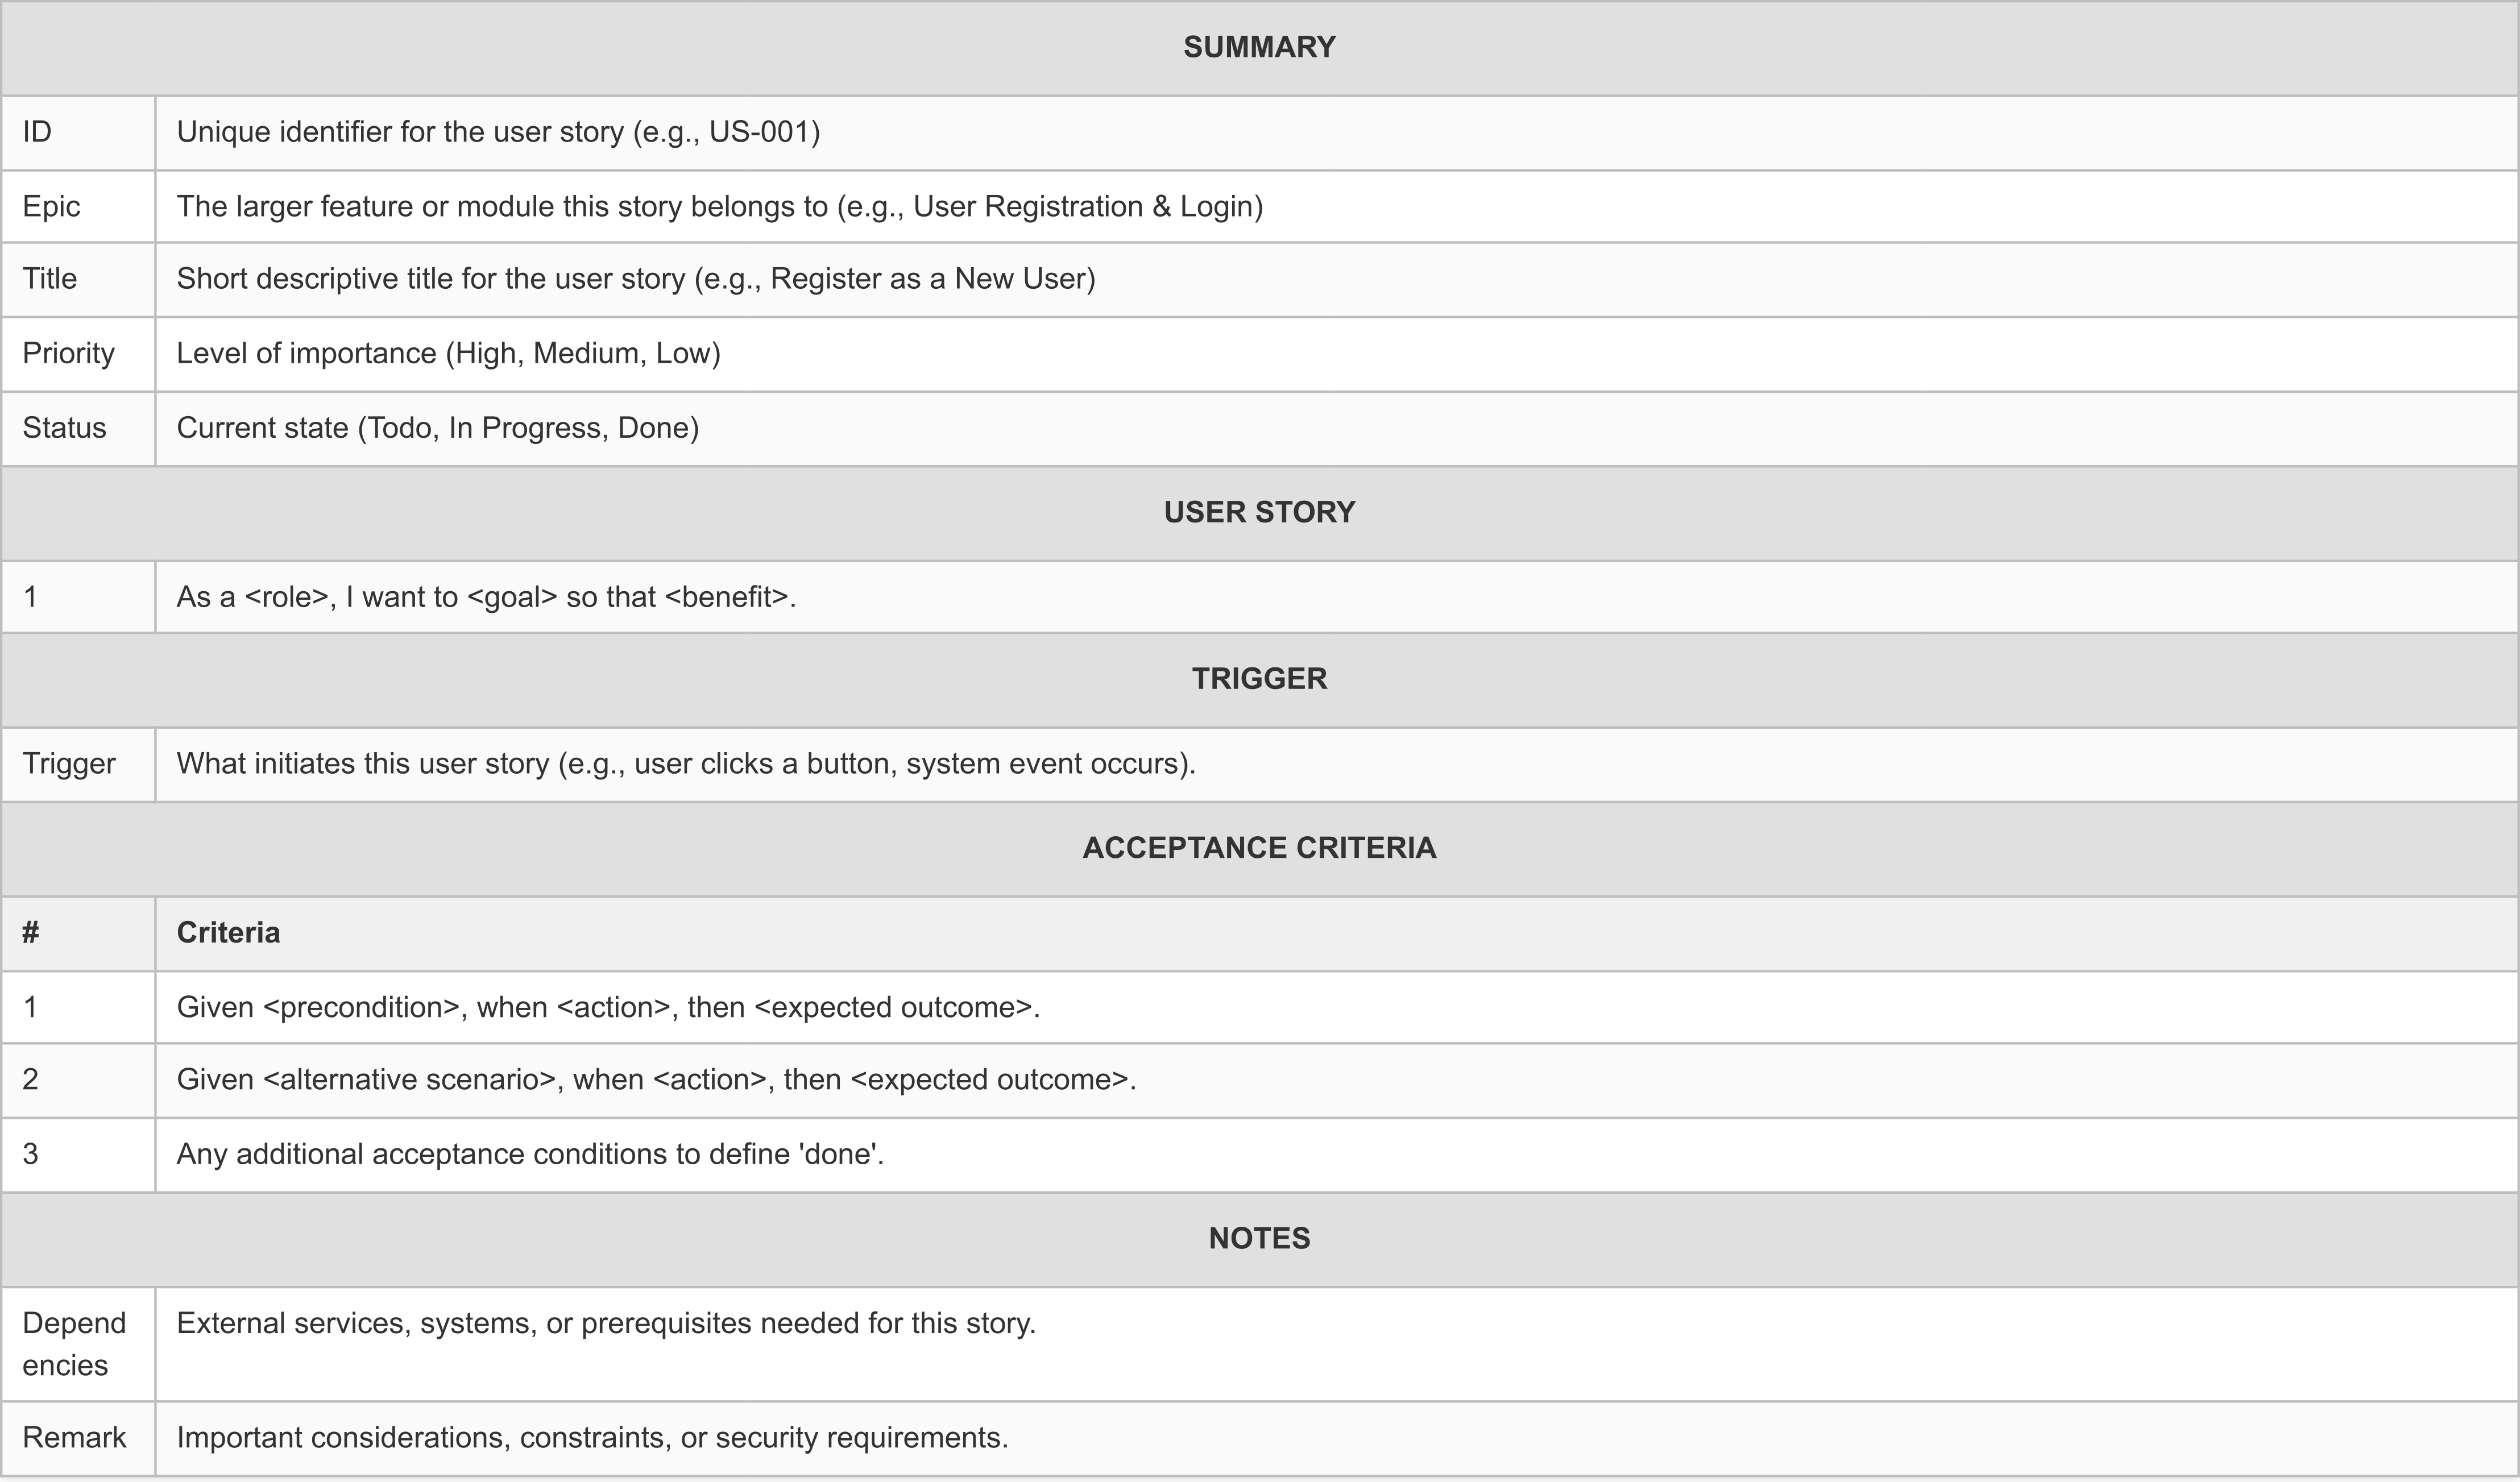 SUMMARY
ID Unique identifier for the user story (e.g., US-001)
Epic The larger feature or module this story belongs to (e.g., User Registration & Login)
Title Short descriptive title for the user story (e.g., Register as a New User)
Priority Level of importance (High, Medium, Low)
Status Current state (Todo, In Progress, Done)
USER STORY
1 As a <role>, I want to <goal> so that <benefit>.
TRIGGER
Trigger What initiates this user story (e.g., user clicks a button, system event occurs).
ACCEPTANCE CRITERIA
# Criteria
1 Given <precondition>, when <action>, then <expected outcome>.
2 Given <alternative scenario>, when <action>, then <expected outcome>.
3 Any additional acceptance conditions to define 'done'.
NOTES
Depend External services, systems, or prerequisites needed for this story.
encies
Remark Important considerations, constraints, or security requirements.